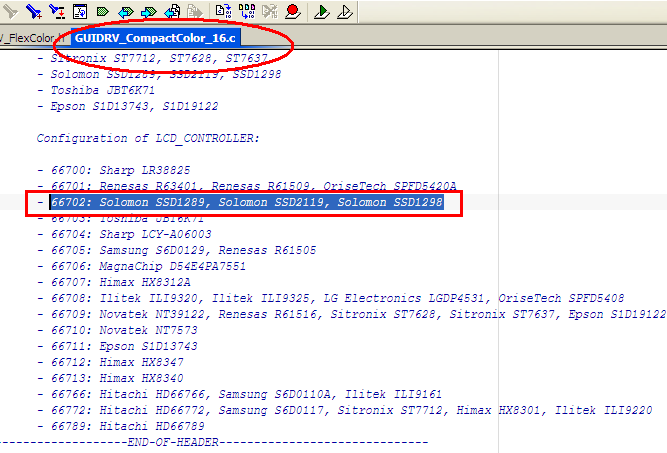 V_FlexColor.h GUIDRV_CompactColor_16.c
- Sitronix ST7712, ST7628, ST7637
- Solomon SSD1289, SSD2119, SSD1298
- Toshiba JBT6K71
- Epson S1D13743, S1D19122
Configuration of LCD_CONTROLLER:
- 66700: Sharp LR38825
- 66701: Renesas R63401, Renesas R61509, OriseTech SPFD5420A
- 66702: Solomon SSD1289, Solomon SSD2119, Solomon SSD1298
- 66703: Toshiba JBT6K71
- 66704: Sharp LCY-A06003
- 66705: Samsung S6D0129, Renesas R61505
- 66706: MagnaChip D54E4PA7551
- 66707: Himax HX8312A
- 66708: Ilitek ILI9320, Ilitek ILI9325, LG Electronics LGDP4531, OriseTech SPFD5408
- 66709: Novatek NT39122, Renesas R61516, Sitronix ST7628, Sitronix ST7637, Epson S1D19122
- 66710: Novatek NT7573
- 66711: Epson S1D13743
- 66712: Himax HX8347
- 66713: Himax HX8340
- 66766: Hitachi HD66766, Samsung S6D0110A, Ilitek ILI9161
- 66772: Hitachi HD66772, Samsung S6D0117, Sitronix ST7712, Himax HX8301, Ilitek ILI9220
- 66789: Hitachi HD66789
----------------END-OF-HEADER--------------------------